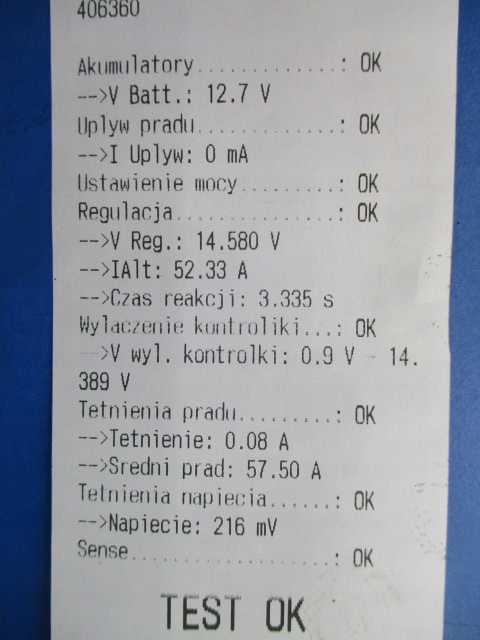 406360
Akumulatory............: OK
-->V Batt.: 12.7 V
Uplyw pradu............: OK
-->I Uplyw: 0 mA
Ustawienie mocy.........: OK
Regulacja..............: OK
-->V Reg.: 14.580 V
-->IAlt: 52.33 A
-->Czas reakcji: 3.335 s
Wylaczenie kontroliki...: OK
-->V wyl. kontrolki: 0.9 V - 14.
389 V
Tetnienia pradu.........: OK
-->Tetnienie: 0.08 A
-->Sredni prad: 57.50 A
Tetnienia napiecia......: OK
-->Napiecie: 216 mV
Sense..................: OK
TEST OK